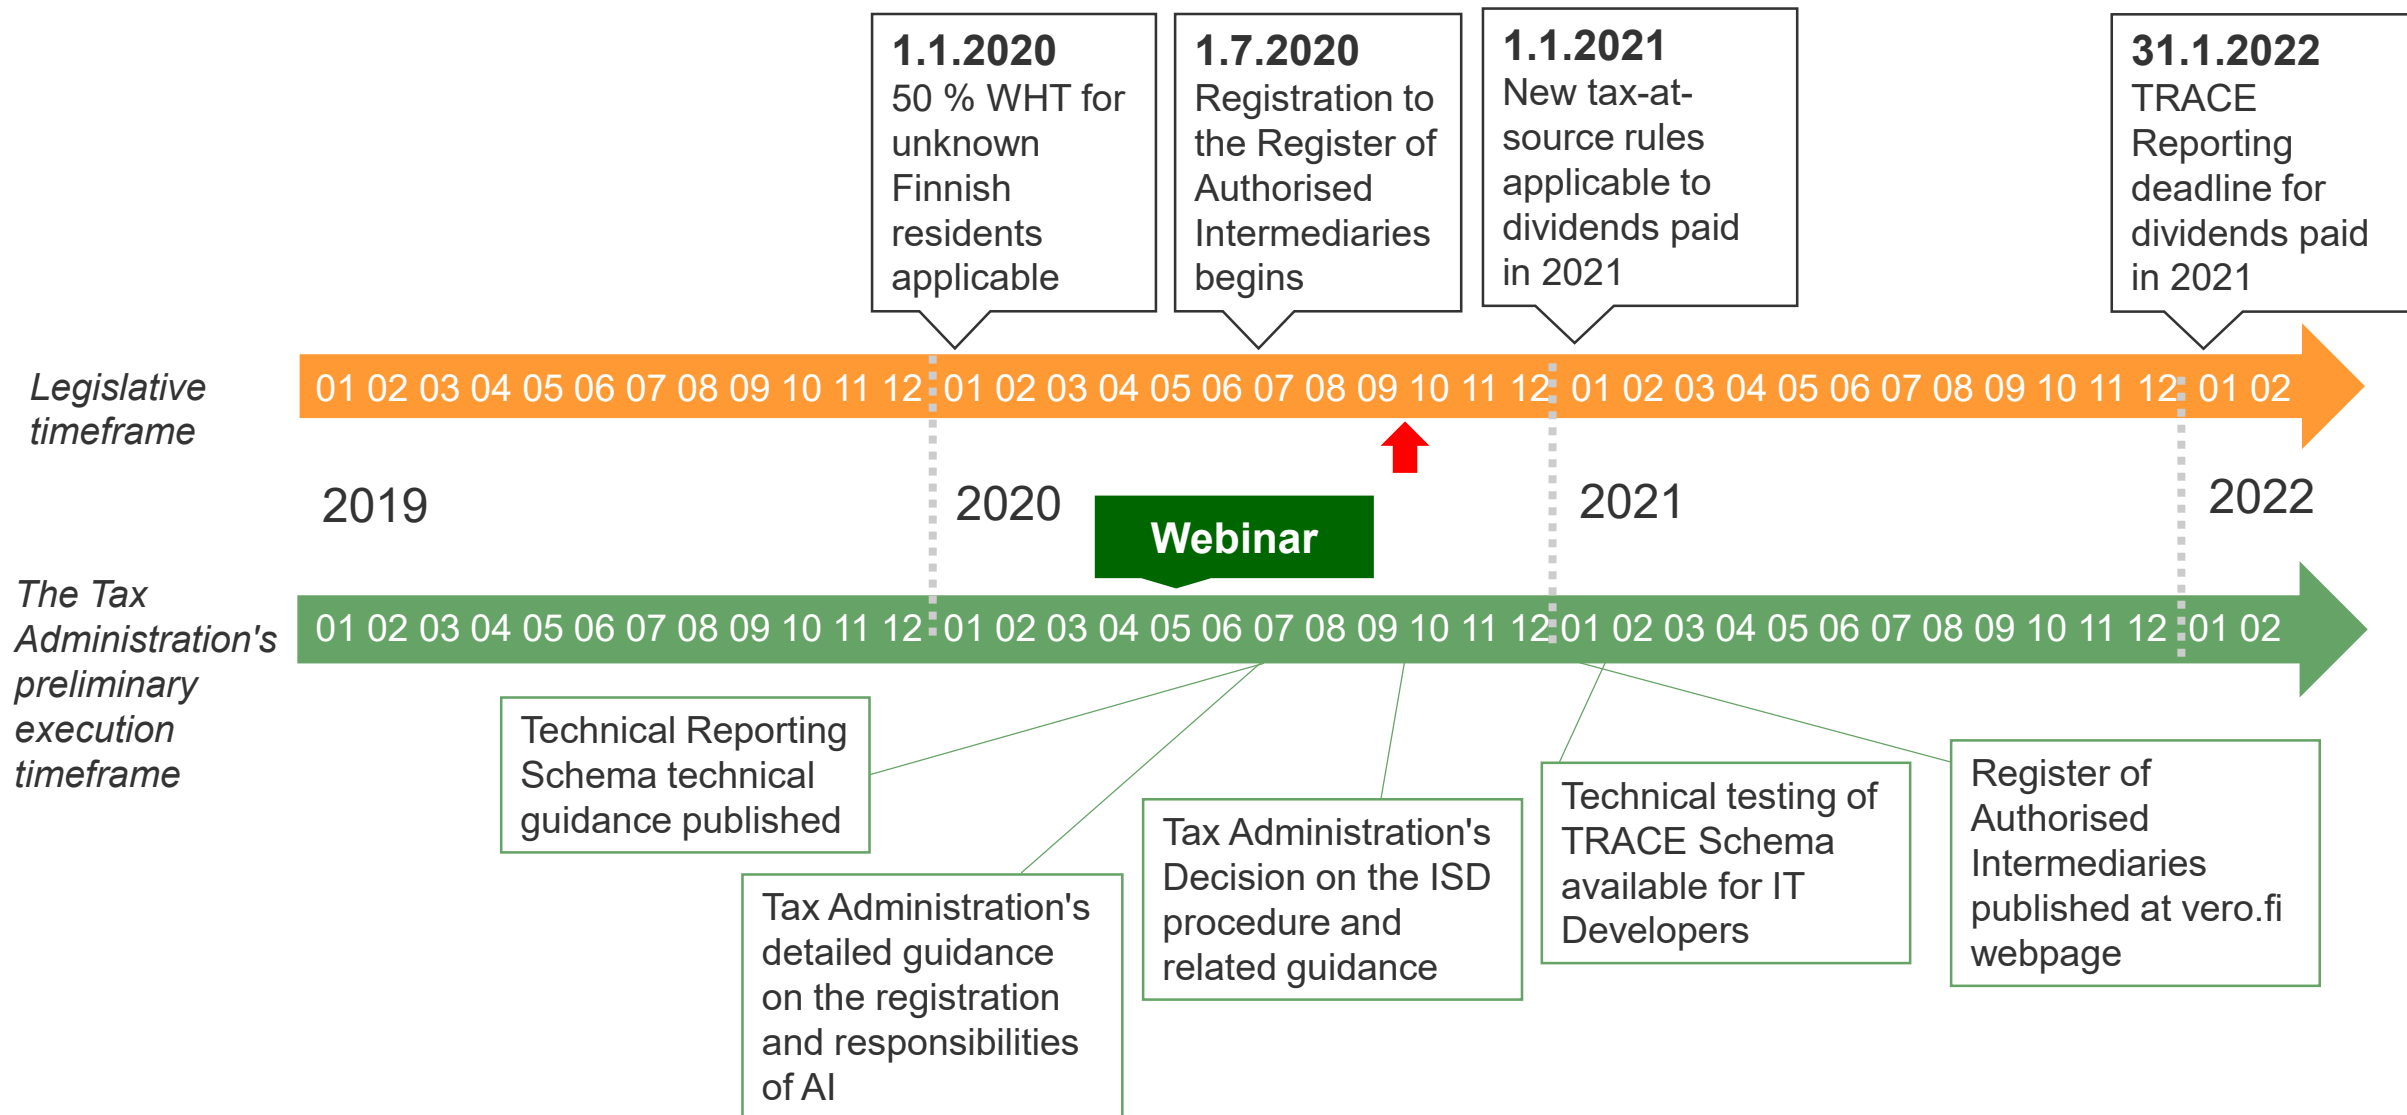 1.1.2020
50 % WHT for
unknown
Finnish
residents
applicable
1.7.2020
Registration to
the Register of
Authorised
Intermediaries
begins
1.1.2021
New tax-at-
source rules
applicable to
dividends paid
in 2021
31.1.2022
TRACE
Reporting
deadline for
dividends paid
in 2021
Legislative
timeframe
01 02 03 04 05 06 07 08 09 10 11 12 01 02 03 04 05 06 07 08 09 10 11 12 01 02 03 04 05 06 07 08 09 10 11 12 01 02
2019
2020
2021
2022
Webinar
The Tax
Administration's
preliminary
execution
timeframe
01 02 03 04 05 06 07 08 09 10 11 12 01 02 03 04 05 06 07 08 09 10 11 12 01 02 03 04 05 06 07 08 09 10 11 12 01 02
Technical Reporting
Schema technical
guidance published
Tax Administration's
detailed guidance
on the registration
and responsibilities
of AI
Tax Administration's
Decision on the ISD
procedure and
related guidance
Technical testing of
TRACE Schema
available for IT
Developers
Register of
Authorised
Intermediaries
published at vero.fi
webpage